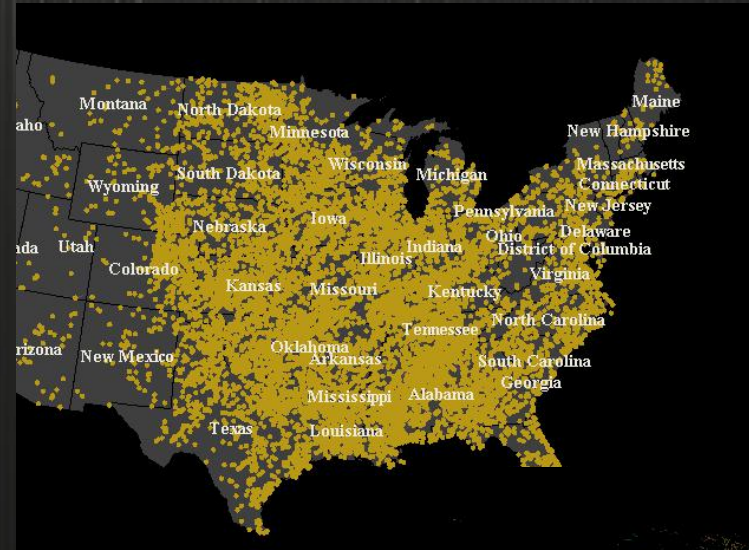 Maine
Montana
North Dakota
aho
Minnesota
New Hampshire
Wisconsin
Massachusetts
South Dakota
Michigan
Wyoming
Connecticut
New Jersey
Pennsylvania
Iowa
Nebraska
Delaware
Ohio
nda
Utah
Indiana
District of Columbia
Illinois
Colorado
Virginia
Kansas
Missouri
Kentucky
North Carolina
Tennessee
Oklahoma
rizona
New Mexico
Arkansas
South Carolina
Georgia
Mississippi
Alabama
Texas
Louisiana